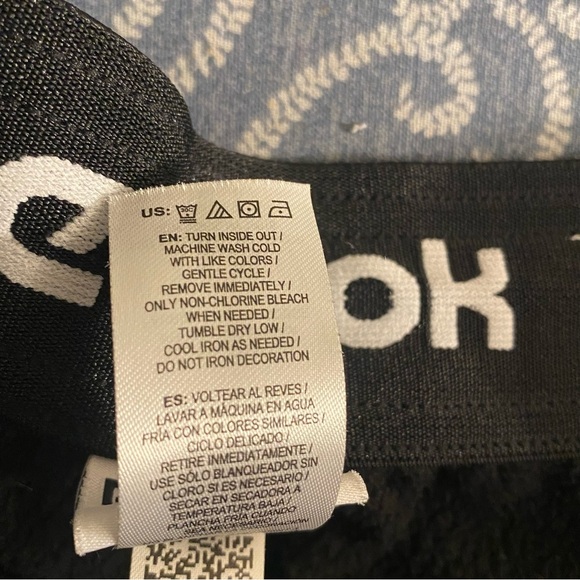 US: 30C
EN: TURN INSIDE OUT /
MACHINE WASH COLD
WITH LIKE COLORS /
GENTLE CYCLE /
REMOVE IMMEDIATELY /
ONLY NON-CHLORINE BLEACH
WHEN NEEDED /
TUMBLE DRY LOW /
COOL IRON AS NEEDED /
DO NOT IRON DECORATION
ES: VOLTEAR AL REVES /
LAVAR A MÁQUINA EN AGUA
FRÍA CON COLORES SIMILARES /
CICLO DELICADO /
RETIRE INMEDIATAMENTE /
USE SÓLO BLANQUEADOR SIN
CLORO SI ES NECESARIO /
SECAR EN SECADORA A
TEMPERATURA BAJA /
PLANCHA FRÍA CUANDO
SEA NECESARIO /
ok